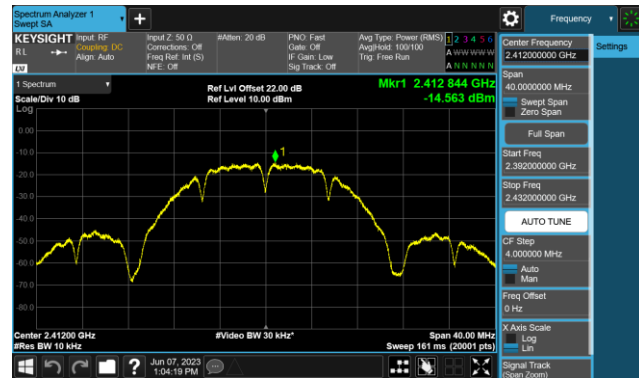 Spectrum Analyzer 1
Swept SA
Frequency
KEYSIGHT
Input: RF
Input Z: 50 Ω
#Atten: 20 dB
PNO: Fast
Avg Type: Power (RMS)
1 2 3 4 5 6
RL
Coupling: DC
Corrections: Off
Gate: Off
Avg|Hold: 100/100
A W W W W W
Align: Auto
Freq Ref: Int (S)
IF Gain: Low
Trig: Free Run
NFE: Off
Sig Track: Off
A N N N N N
LXI
1 Spectrum
Ref Lvl Offset 22.00 dB
Mkr1 2.412 844 GHz
Scale/Div 10 dB
Ref Level 10.00 dBm
-14.563 dBm
Log
0.00
-10.0
-20.0
-30.0
-40.0
-50.0
-60.0
-70.0
-80.0
1
Center 2.41200 GHz
#Video BW 30 kHz*
Span 40.00 MHz
#Res BW 10 kHz
Sweep 161 ms (20001 pts)
?
Jun 07, 2023
1:04:19 PM
Center Frequency
2.412000000 GHz
Settings
Span
40.0000000 MHz
Swept Span
Zero Span
Full Span
Start Freq
2.392000000 GHz
Stop Freq
2.432000000 GHz
AUTO TUNE
CF Step
4.000000 MHz
Auto
Man
Freq Offset
0 Hz
X Axis Scale
Log
Lin
Signal Track
(Span Zoom)